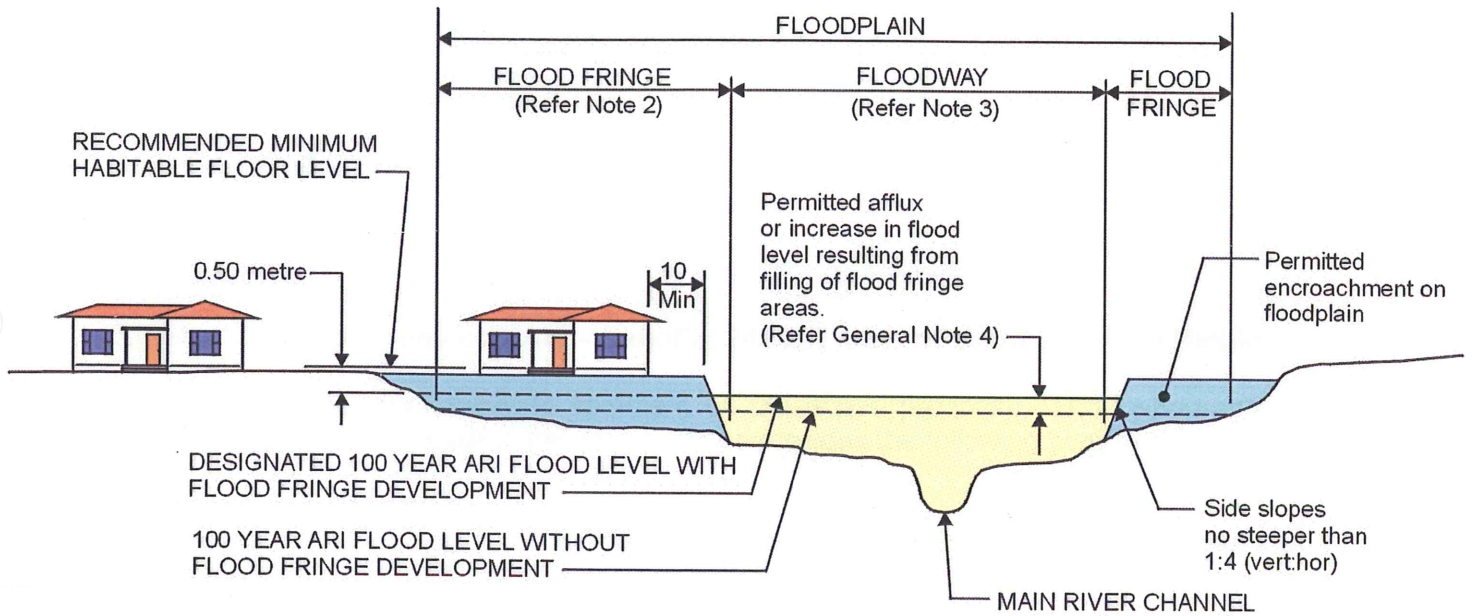 FLOODPLAIN
FLOOD FRINGE
(Refer Note 2)
FLOODWAY
(Refer Note 3)
FLOOD
FRINGE
RECOMMENDED MINIMUM
HABITABLE FLOOR LEVEL
Permitted afflux
or increase in flood
level resulting from
filling of flood fringe
areas.
(Refer General Note 4)
0.50 metre
10
Min
Permitted
encroachment on
floodplain
DESIGNATED 100 YEAR ARI FLOOD LEVEL WITH
FLOOD FRINGE DEVELOPMENT
100 YEAR ARI FLOOD LEVEL WITHOUT
FLOOD FRINGE DEVELOPMENT
Side slopes
no steeper than
1:4 (vert:hor)
MAIN RIVER CHANNEL